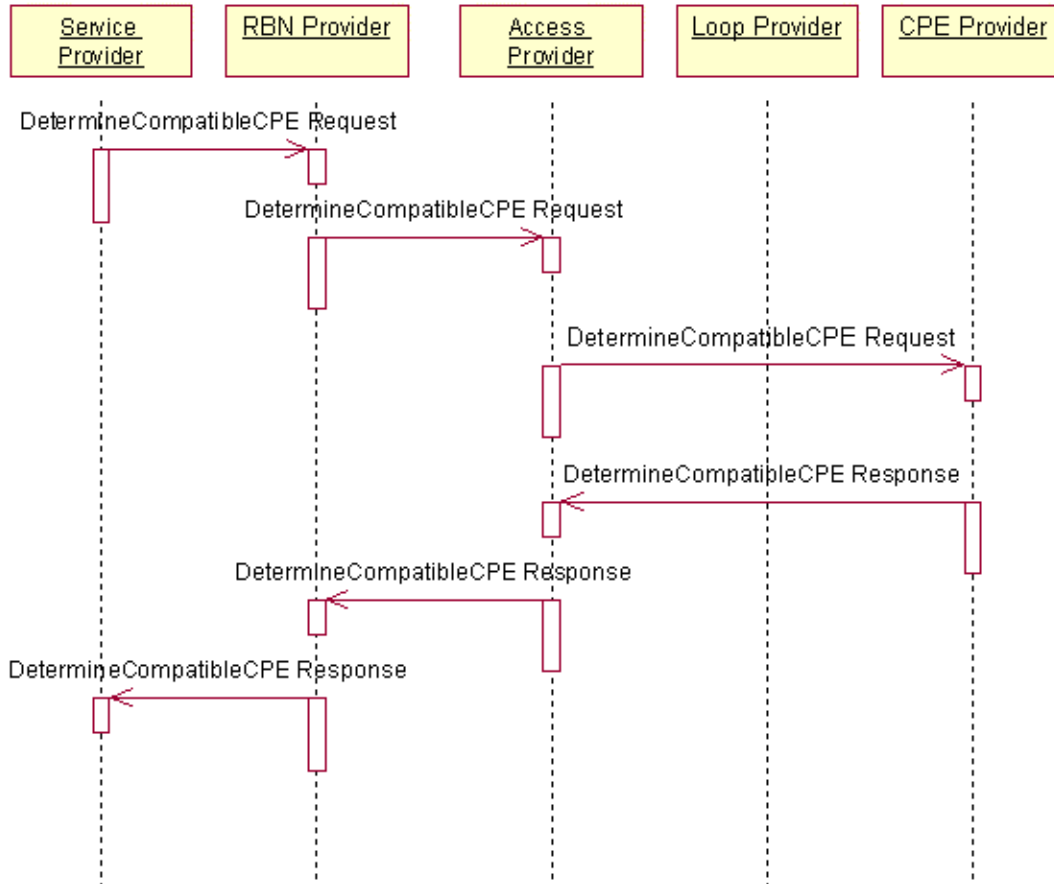 Service
Provider
RBN Provider
Access
Provider
Loop Provider
CPE Provider
DetermineCompatibleCPE Request
DetermineCompatibleCPE Request
DetermineCompatibleCPE Request
DetermineCompatibleCPE Response
DetermineCompatibleCPE Response
DetermineCompatibleCPE Response